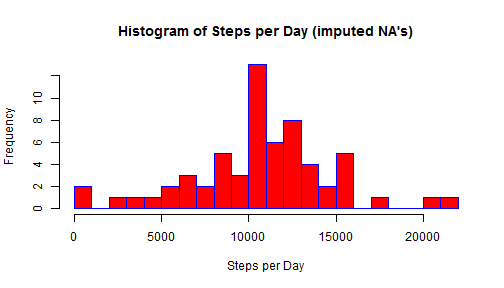 Histogram of Steps per Day (imputed NA's)
Frequency
10
8
6
4
2
0
0 5000 10000 15000 20000
Steps per Day